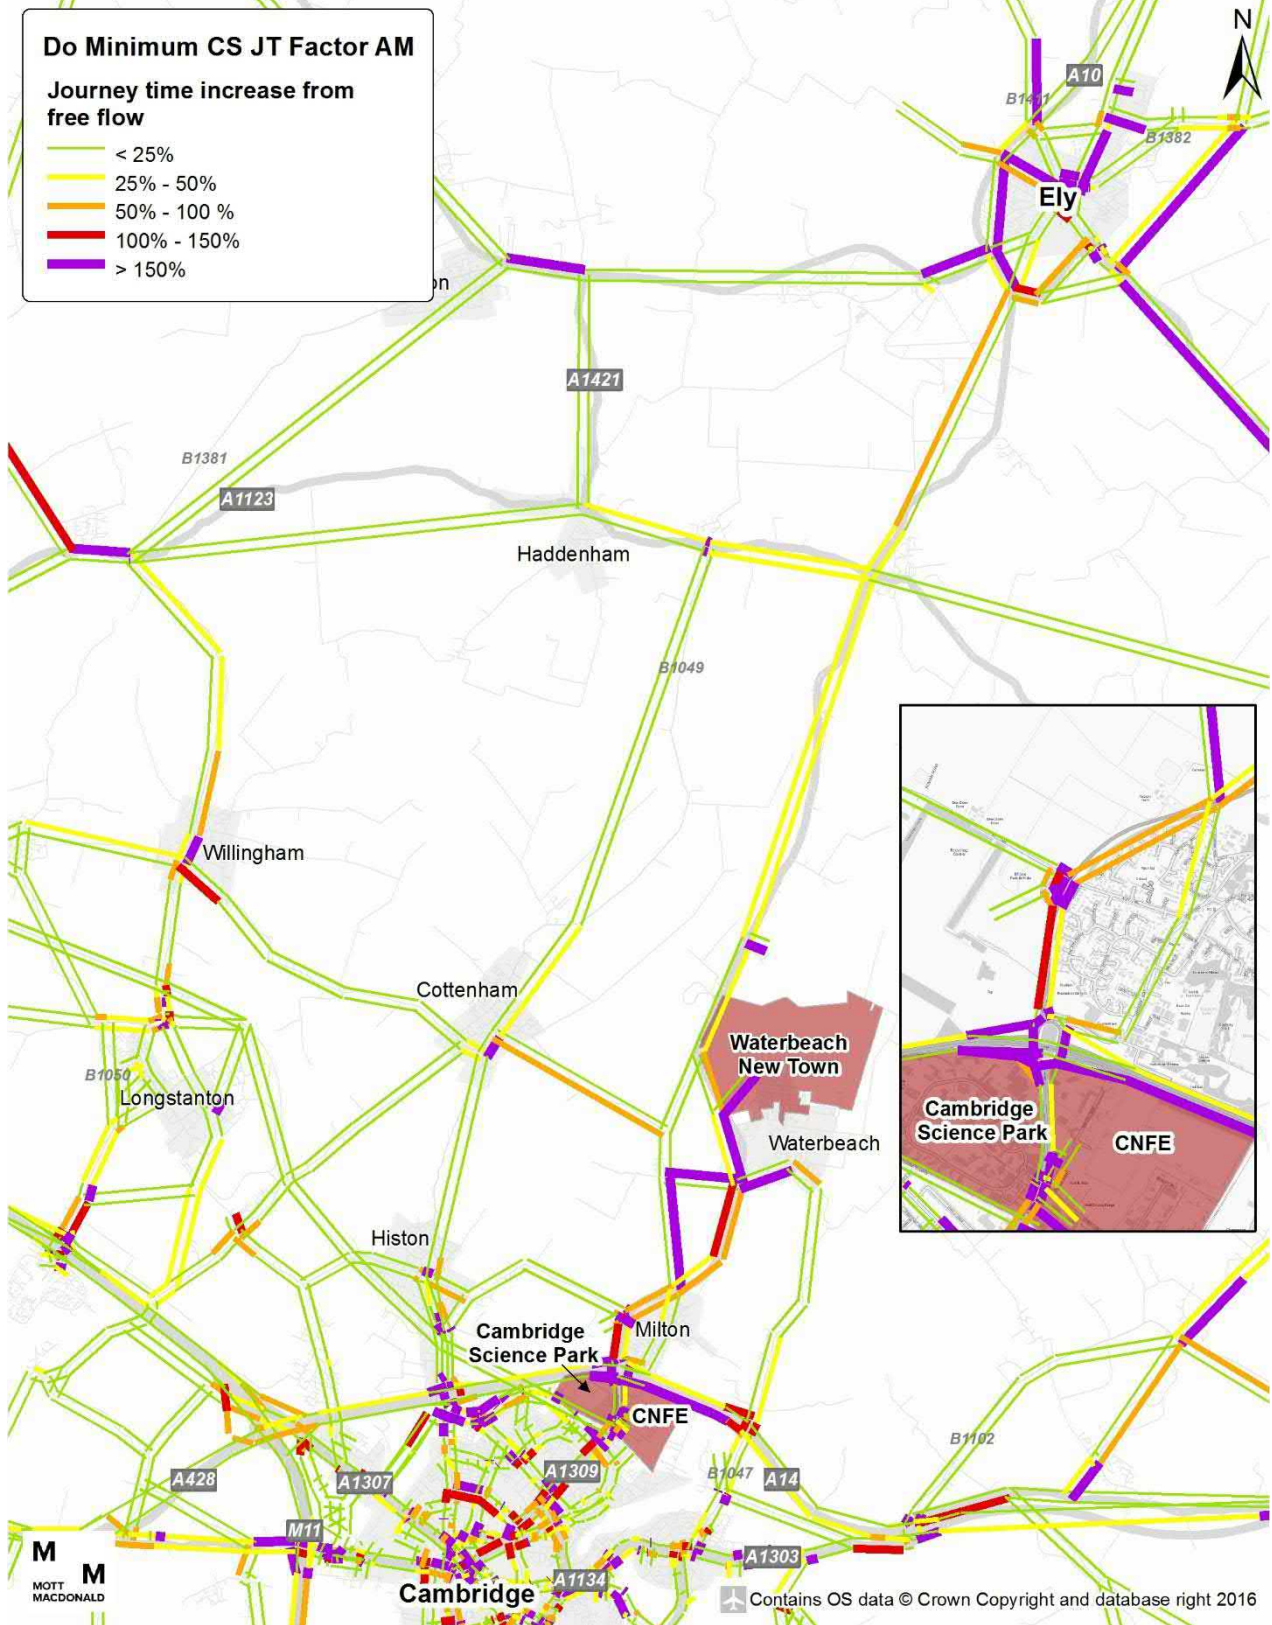 Do Minimum CS JT Factor AM
Journey time increase from
free flow
< 25%
25% - 50%
50% - 100 %
100% - 150%
> 150%
N
A10
B1411
B1382
Ely
on
A1421
B1381
A1123
Haddenham
B1049
Willingham
Cottenham
Waterbeach
New Town
B1050
Longstanton
Waterbeach
Cambridge
Science Park
CNFE
Histon
Cambridge
Science Park
Milton
CNFE
B1102
A428
A1307
A1309
B1047
A14
M11
A1303
A1134
Cambridge
M
M
MOTT
MACDONALD
Contains OS data © Crown Copyright and database right 2016